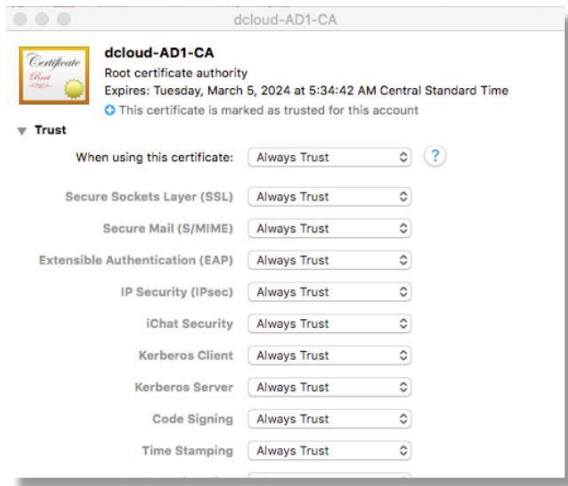 dcloud-AD1-CA
Certificate
Root
dcloud-AD1-CA
Root certificate authority
Expires: Tuesday, March 5, 2024 at 5:34:42 AM Central Standard Time
This certificate is marked as trusted for this account
Trust
When using this certificate: Always Trust ?
Secure Sockets Layer (SSL) Always Trust
Secure Mail (S/MIME) Always Trust
Extensible Authentication (EAP) Always Trust
IP Security (IPsec) Always Trust
iChat Security Always Trust
Kerberos Client Always Trust
Kerberos Server Always Trust
Code Signing Always Trust
Time Stamping Always Trust